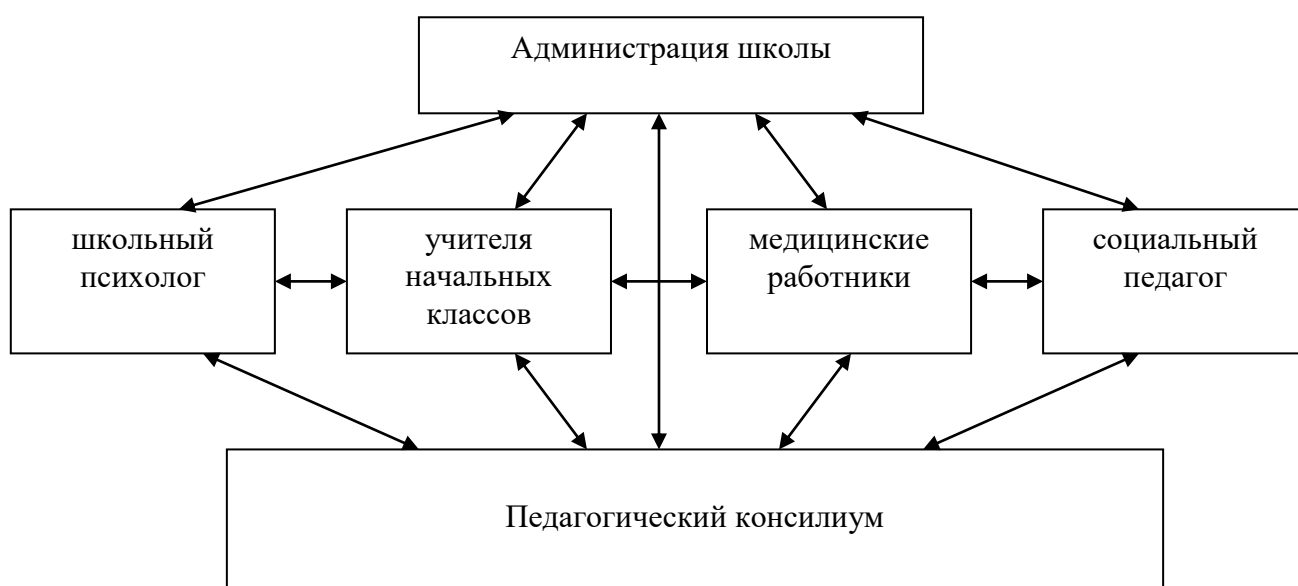 Администрация школы
школьный
психолог
учителя
начальных
классов
медицинские
работники
социальный
педагог
Педагогический консилиум